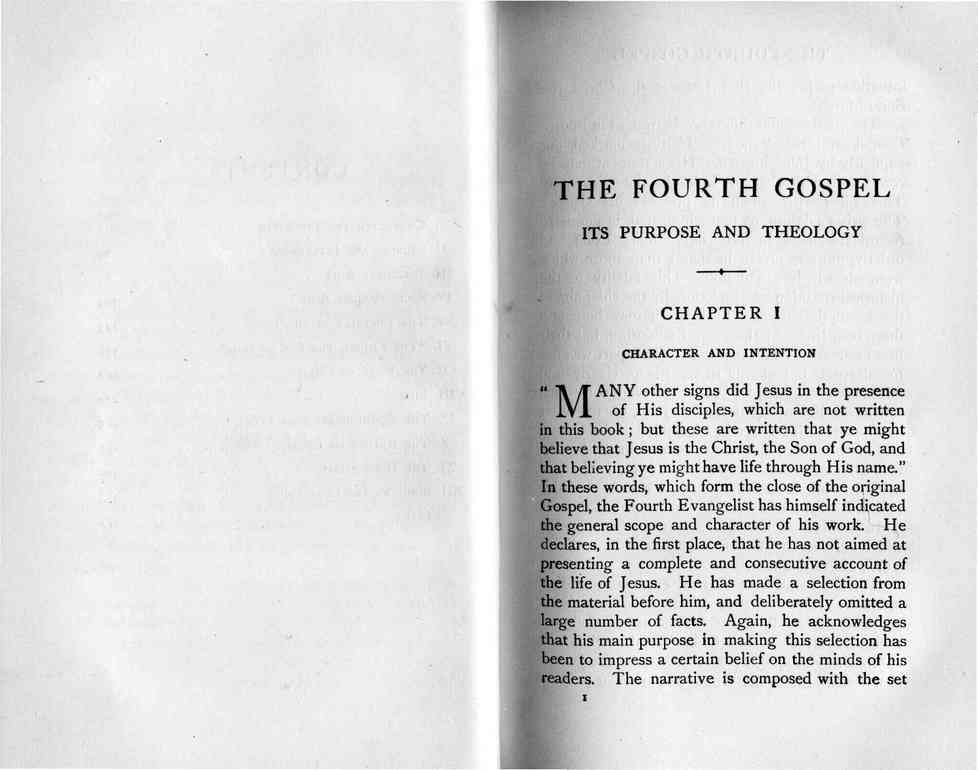 THE FOURTH GOSPEL
ITS PURPOSE AND THEOLOGY
CHAPTER I
CHARACTER AND INTENTION
"MANY other signs did Jesus in the presence
of His disciples, which are not written
in this book; but these are written that ye might
believe that Jesus is the Christ, the Son of God, and
that believing ye might have life through His name."
In these words, which form the close of the original
Gospel, the Fourth Evangelist has himself indicated
the general scope and character of his work. He
declares, in the first place, that he has not aimed at
presenting a complete and consecutive account of
the life of Jesus. He has made a selection from
the material before him, and deliberately omitted a
large number of facts. Again, he acknowledges
that his main purpose in making this selection has
been to impress a certain belief on the minds of his
readers. The narrative is composed with the set
1